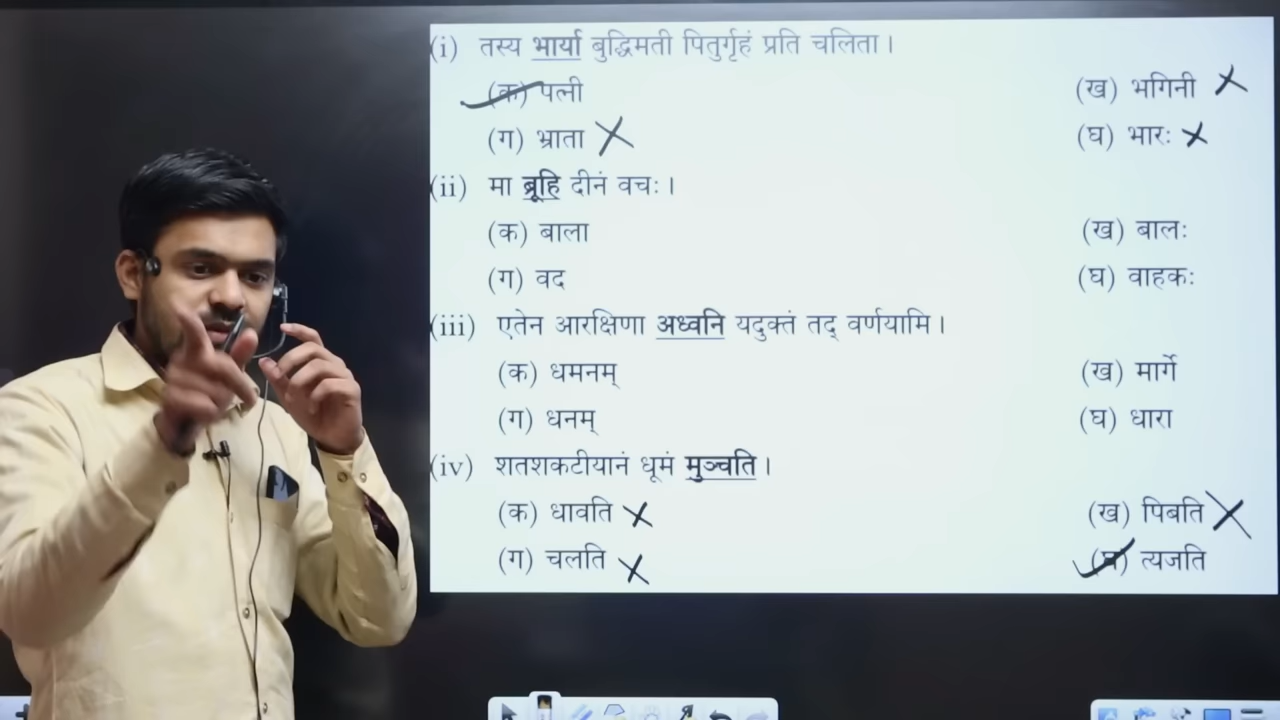 (i) तस्य भार्या बुद्धिमती पितुर्गृहं प्रति चलिता।
(क) पत्नी (ख) भगिनी
(ग) भ्राता (घ) भारः
(ii) मा ब्रूहि दीनं वचः।
(क) बाला (ख) बालः
(ग) वद (घ) वाहकः
(iii) एतेन आरक्षिणा अध्वनि यदुक्तं तद् वर्णयामि।
(क) धमनम् (ख) मार्गे
(ग) धनम् (घ) धारा
(iv) शतशकटीयानं धूमं मुञ्चति।
(क) धावति (ख) पिबति
(ग) चलति (घ) त्यजति